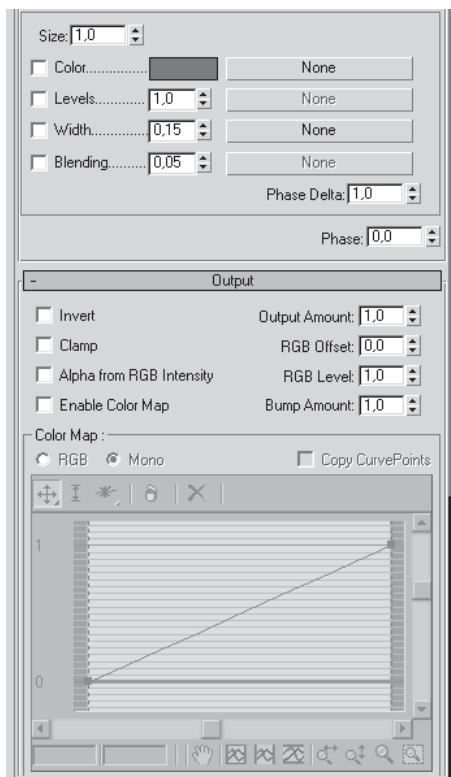 Size: 1,0
Color............... None
Levels............ 1,0 None
Width.............. 0,15 None
Blending.......... 0,05 None
Phase Delta: 1,0
Phase: 0,0
- Output
Invert Output Amount: 1,0
Clamp RGB Offset: 0,0
Alpha from RGB Intensity RGB Level: 1,0
Enable Color Map Bump Amount: 1,0
Color Map :
RGB Mono Copy CurvePoints
1
0